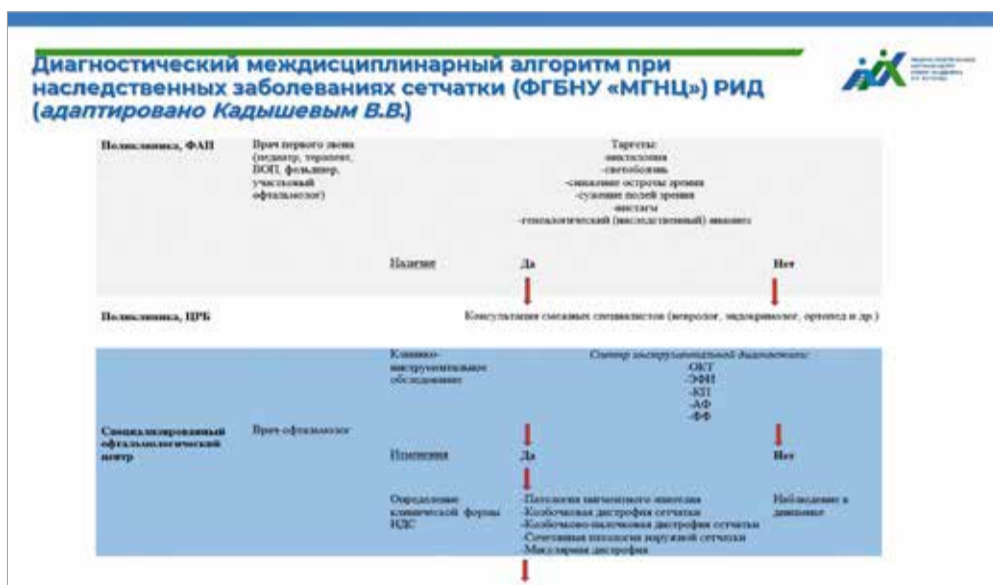 Диагностический междисциплинарный алгоритм при
наследственных заболеваниях сетчатки (ФГБНУ «МГНЦ») РИД
(адаптировано Кадышевым В.В.)
Поликлиника, ФАП
Врач первого звена
(педиатр, терапевт,
ВОП, фельдшер,
участковый
офтальмолог)
Таргеты:
-никталопия
-светобоязнь
-снижение остроты зрения
-сужение полей зрения
-нистагм
-генеалогический (наследственный) анамнез
Наличие
Да
Нет
Поликлиника, ЦРБ
Консультация смежных специалистов (невролог, эндокринолог, ортопед и др.)
Клинико-
инструментальное
обследование
Спектр инструментальной диагностики:
-ОКТ
-ЭФИ
-КП
-АФ
-ФФ
Специализированный
офтальмологический
центр
Врач-офтальмолог
Изменения
Да
Нет
Определение
клинической формы
НДС
-Патология пигментного эпителия
-Колбочковая дистрофия сетчатки
-Колбочково-палочковая дистрофия сетчатки
-Сочетанная патология наружной сетчатки
-Макулярная дистрофия
Наблюдение в
динамике